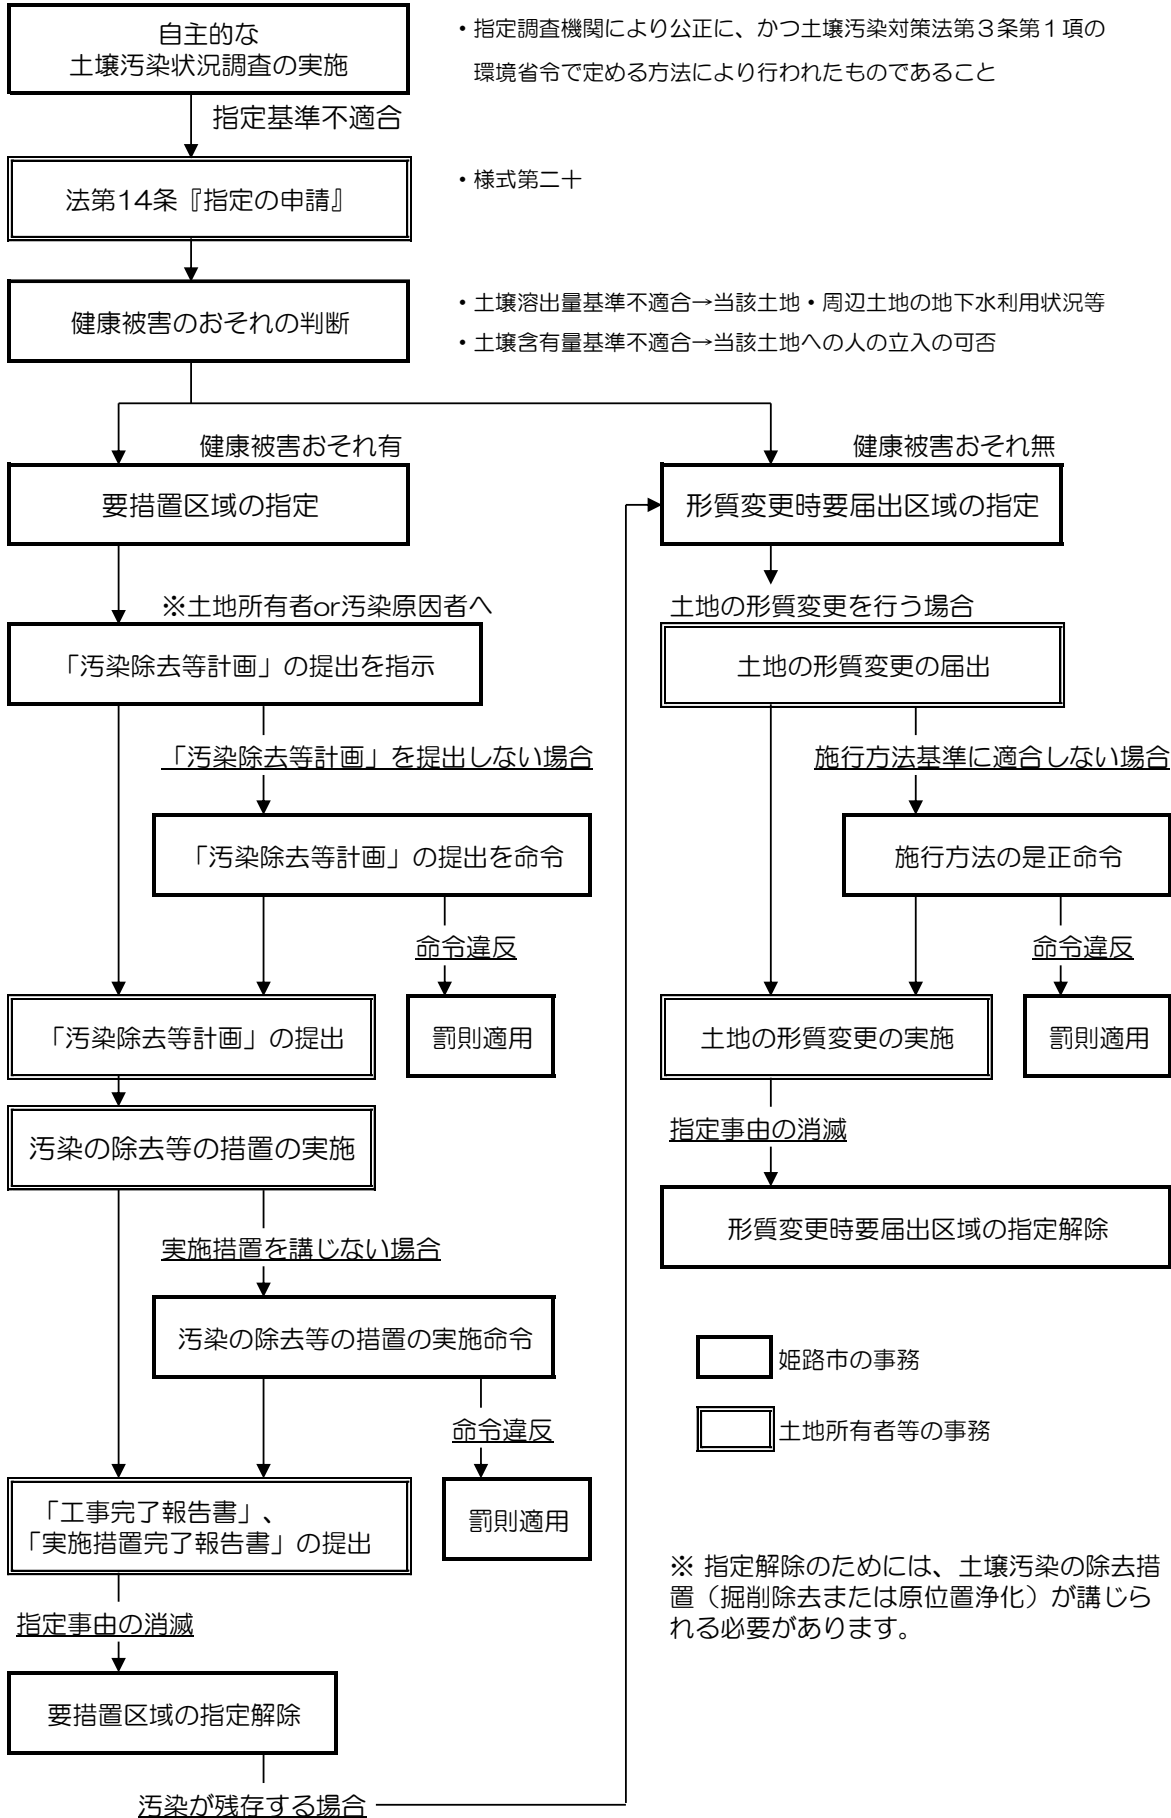 自主的な
土壌汚染状況調査の実施
・指定調査機関により公正に、かつ土壌汚染対策法第３条第１項の
環境省令で定める方法により行われたものであること
指定基準不適合
法第14条『指定の申請』
・様式第二十
健康被害のおそれの判断
・土壌溶出量基準不適合→当該土地・周辺土地の地下水利用状況等
・土壌含有量基準不適合→当該土地への人の立入の可否
健康被害おそれ有
健康被害おそれ無
要措置区域の指定
形質変更時要届出区域の指定
※土地所有者or汚染原因者へ
土地の形質変更を行う場合
「汚染除去等計画」の提出を指示
土地の形質変更の届出
「汚染除去等計画」を提出しない場合
施行方法基準に適合しない場合
「汚染除去等計画」の提出を命令
施行方法の是正命令
命令違反
命令違反
「汚染除去等計画」の提出
罰則適用
土地の形質変更の実施
罰則適用
汚染の除去等の措置の実施
指定事由の消滅
形質変更時要届出区域の指定解除
実施措置を講じない場合
汚染の除去等の措置の実施命令
姫路市の事務
命令違反
土地所有者等の事務
「工事完了報告書」、
「実施措置完了報告書」の提出
罰則適用
※ 指定解除のためには、土壌汚染の除去措
置（掘削除去または原位置浄化）が講じら
れる必要があります。
指定事由の消滅
要措置区域の指定解除
汚染が残存する場合